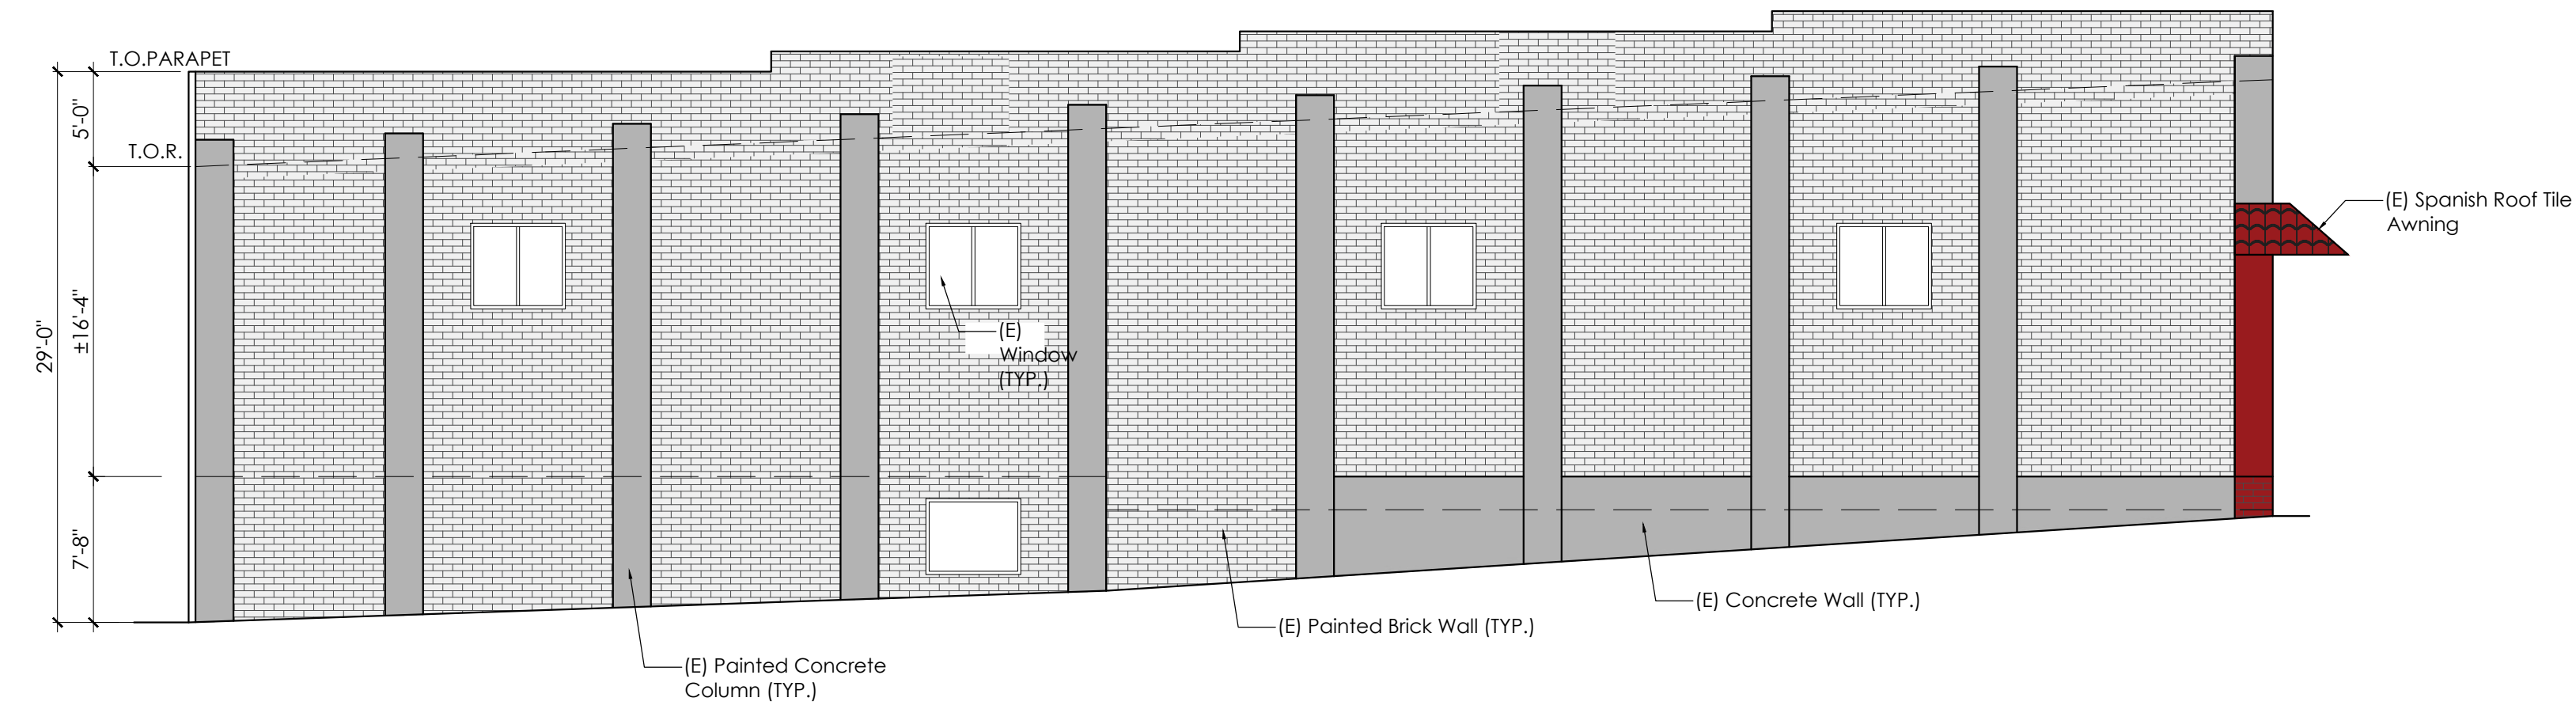 T.O.PARAPET
5'-0"
T.O.R.
(E) Spanish Roof Tile
Awning
29'-0"
±16'-4"
(E)
Window
(TYP.)
7'-8"
(E) Concrete Wall (TYP.)
(E) Painted Brick Wall (TYP.)
(E) Painted Concrete
Column (TYP.)